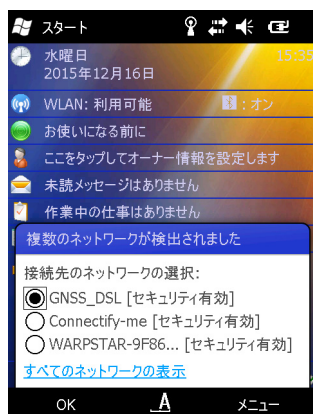 スタート
水曜日
15:35
2015年12月16日
WLAN: 利用可能
: オン
お使いになる前に
ここをタップしてオーナー情報を設定します
未読メッセージはありません
作業中の仕事はありません
複数のネットワークが検出されました
接続先のネットワークの選択:
GNSS_DSL [セキュリティ有効]
Connectify-me [セキュリティ有効]
WARPSTAR-9F86... [セキュリティ有効]
すべてのネットワークの表示
OK
A
メニュー